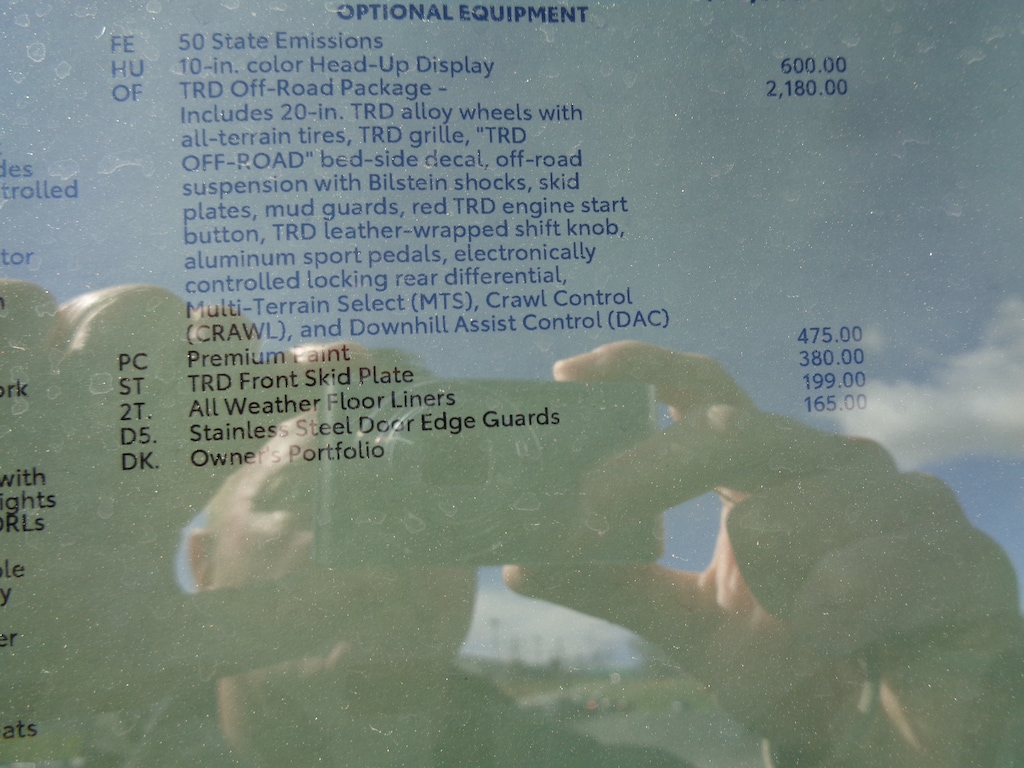 OPTIONAL EQUIPMENT
FE 50 State Emissions
HU 10-in. color Head-Up Display 600.00
OF TRD Off-Road Package - 2,180.00
Includes 20-in. TRD alloy wheels with
all-terrain tires, TRD grille, "TRD
OFF-ROAD" bed-side decal, off-road
suspension with Bilstein shocks, skid
plates, mud guards, red TRD engine start
button, TRD leather-wrapped shift knob,
aluminum sport pedals, electronically
controlled locking rear differential,
Multi-Terrain Select (MTS), Crawl Control
(CRAWL), and Downhill Assist Control (DAC)
PC Premium Paint 475.00
ST TRD Front Skid Plate 380.00
2T. All Weather Floor Liners 199.00
D5. Stainless Steel Door Edge Guards 165.00
DK. Owner's Portfolio
des
trolled
tor
ork
with
ights
DRLs
ble
y
er
ats